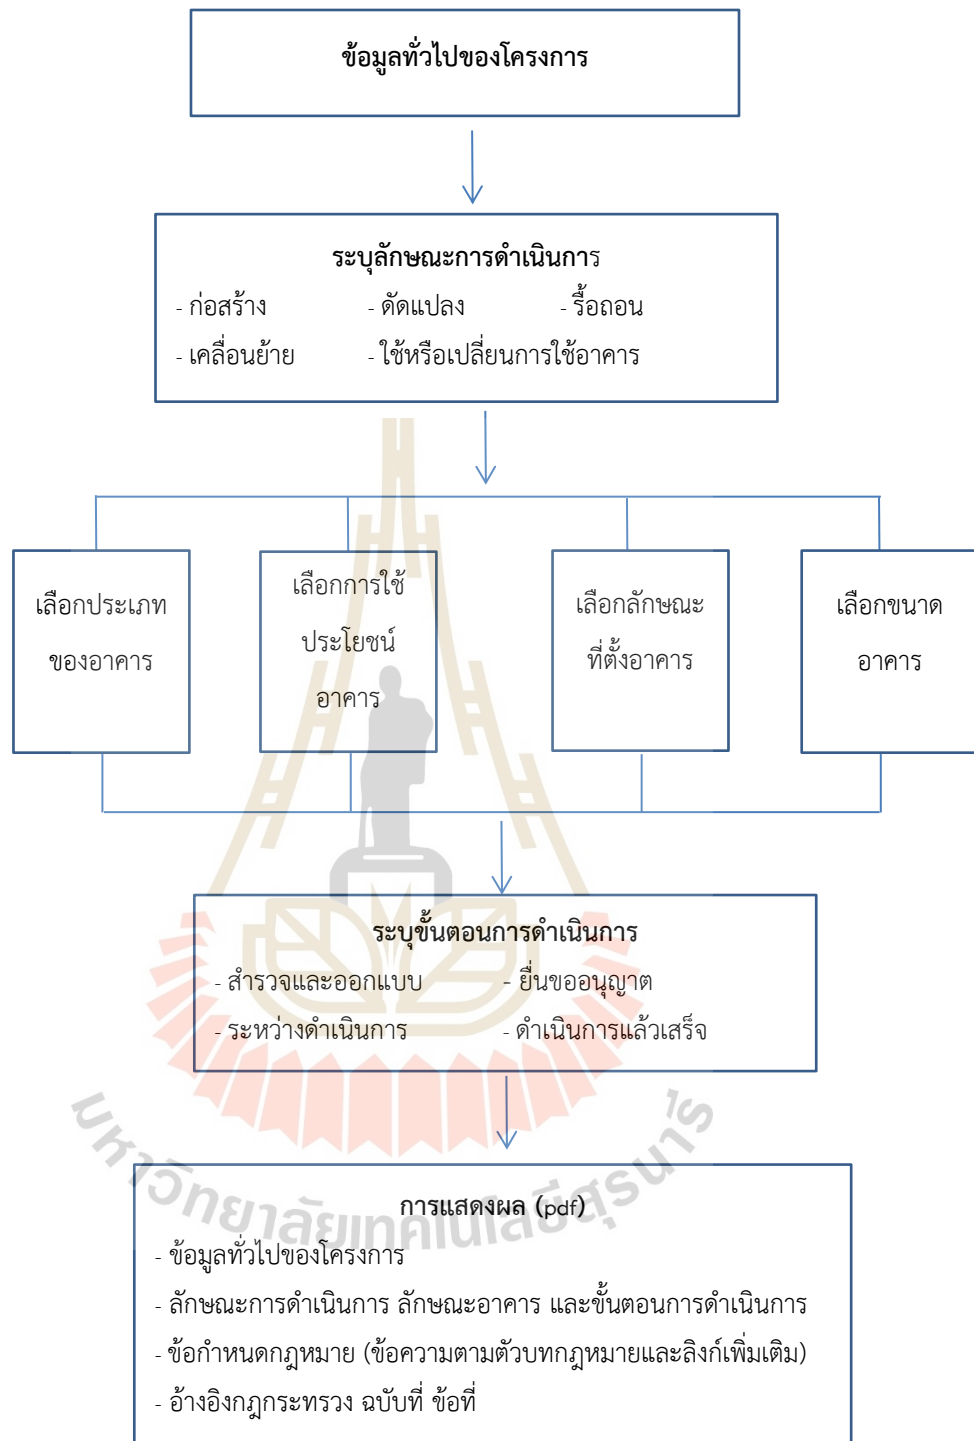 ข้อมูลทั่วไปของโครงการ
ระบุลักษณะการดำเนินการ
- ก่อสร้าง - ดัดแปลง - รื้อถอน
- เคลื่อนย้าย - ใช้หรือเปลี่ยนการใช้อาคาร
เลือกประเภท
ของอาคาร
เลือกการใช้
ประโยชน์
อาคาร
เลือกลักษณะ
ที่ตั้งอาคาร
เลือกขนาด
อาคาร
ระบุขั้นตอนการดำเนินการ
- สำรวจและออกแบบ - ยื่นขออนุญาต
- ระหว่างดำเนินการ - ดำเนินการแล้วเสร็จ
มหาวิทยาลัยเทคโนโลยีสุรนารี
การแสดงผล (pdf)
- ข้อมูลทั่วไปของโครงการ
- ลักษณะการดำเนินการ ลักษณะอาคาร และขั้นตอนการดำเนินการ
- ข้อกำหนดกฎหมาย (ข้อความตามตัวบทกฎหมายและลิงก์เพิ่มเติม)
- อ้างอิงกฎกระทรวง ฉบับที่ ข้อที่